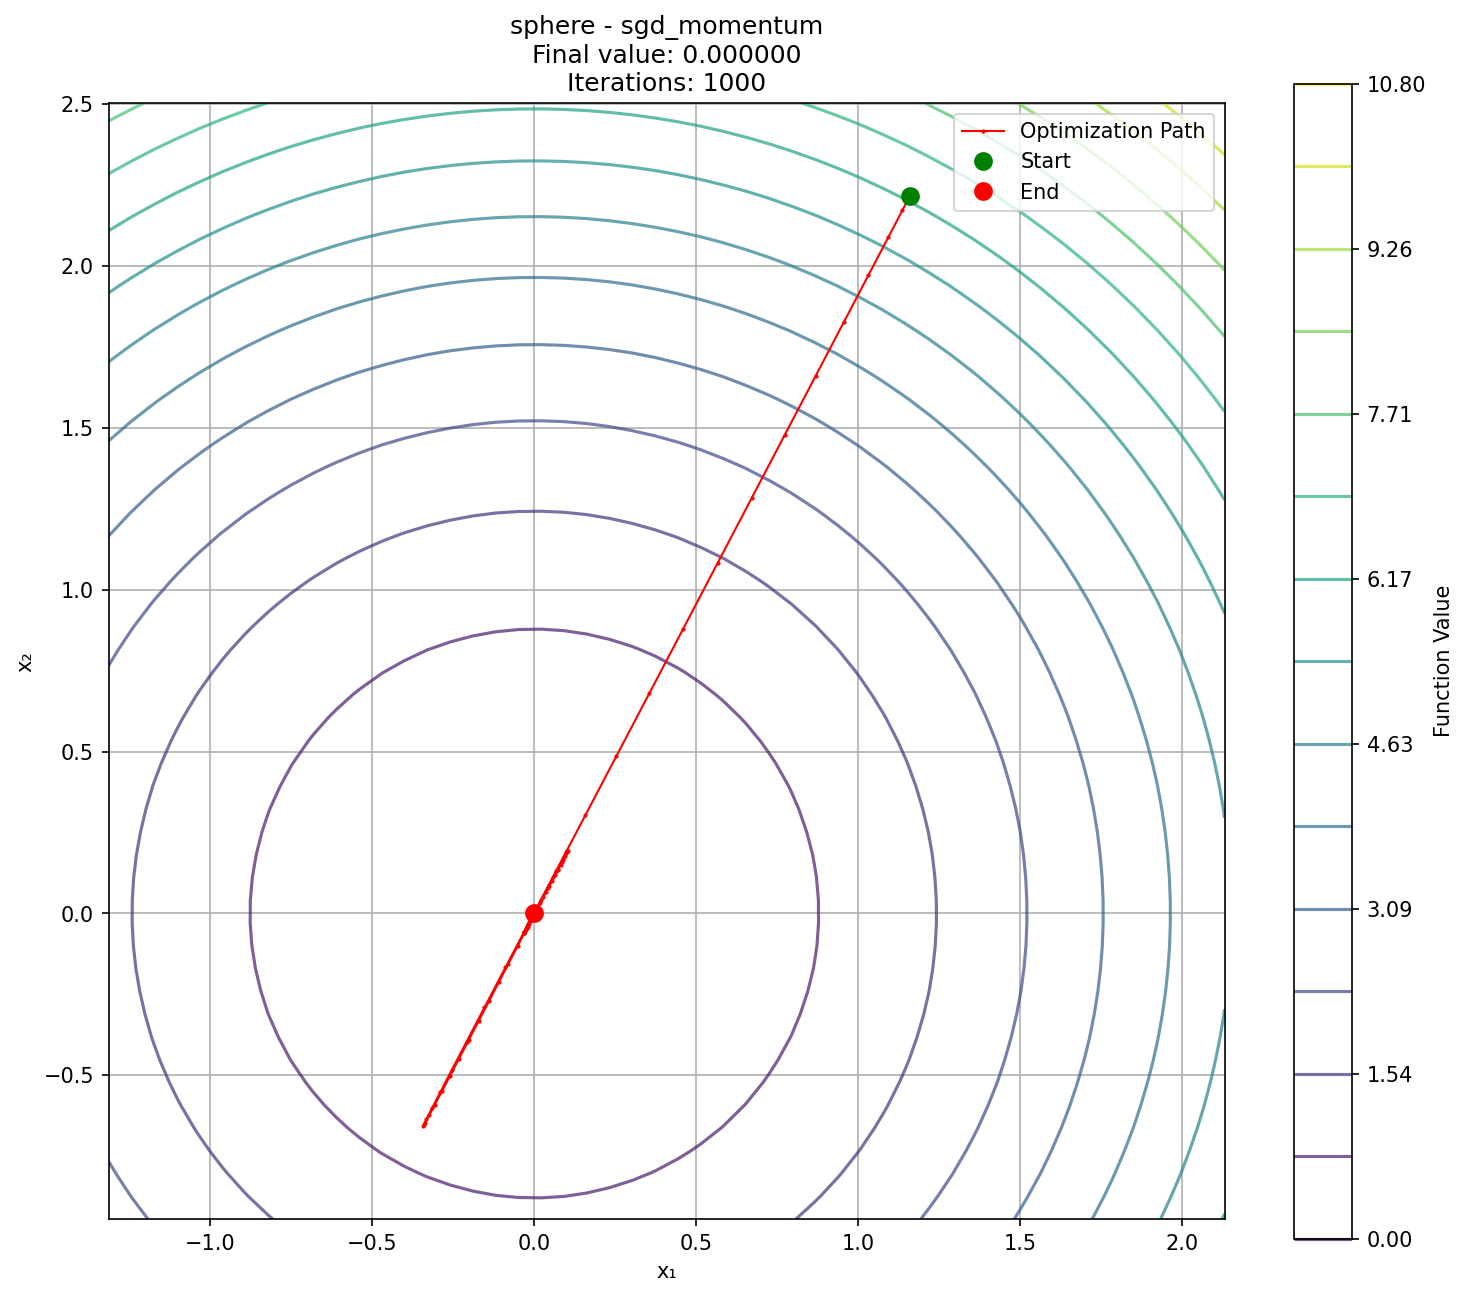 sphere - sgd_momentum
Final value: 0.000000
Iterations: 1000
Optimization Path
Start
End
2.5
2.0
1.5
1.0
0.5
0.0
−0.5
x₂
−1.0
−0.5
0.0
0.5
1.0
1.5
2.0
x₁
10.80
9.26
7.71
6.17
4.63
3.09
1.54
0.00
Function Value